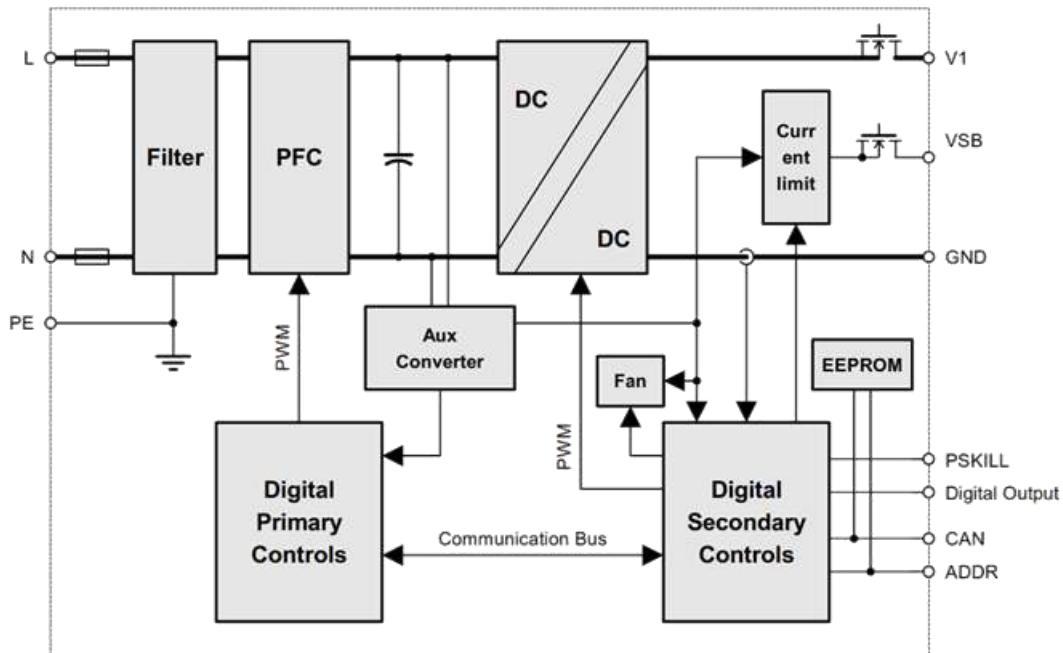 L
V1
DC
Curr
ent
limit
VSB
Filter
PFC
DC
N
GND
PE
PWM
Aux
Converter
Fan
EEPROM
PWM
Digital
Primary
Controls
Communication Bus
Digital
Secondary
Controls
PSKILL
Digital Output
CAN
ADDR